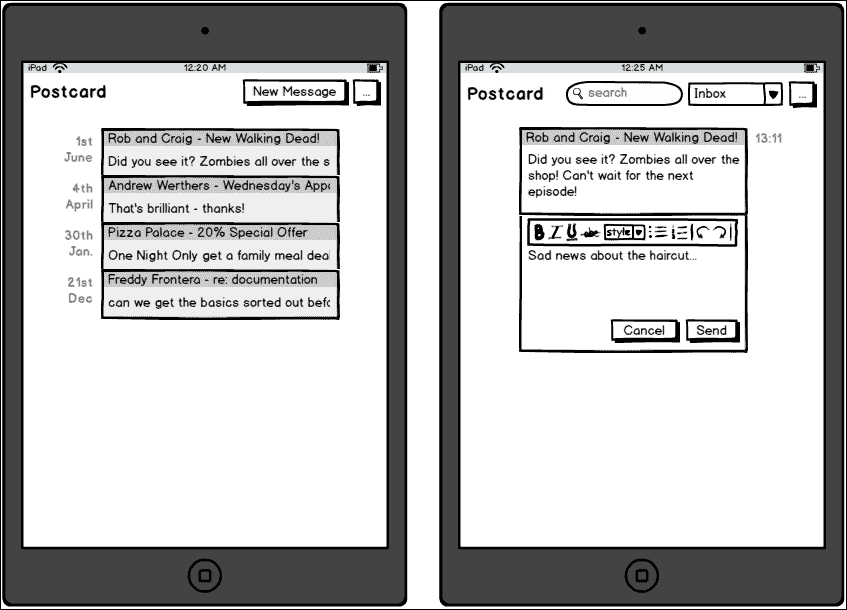 iPad 12:20 AM
Postcard New Message ...
1st June
Rob and Craig - New Walking Dead!
Did you see it? Zombies all over the s
4th April
Andrew Werthers - Wednesday's Appo
That's brilliant - thanks!
30th Jan.
Pizza Palace - 20% Special Offer
One Night Only get a family meal deal
21st Dec
Freddy Frontera - re: documentation
can we get the basics sorted out befo
iPad 12:25 AM
Postcard search Inbox ...
Rob and Craig - New Walking Dead! 13:11
Did you see it? Zombies all over the
shop! Can't wait for the next
episode!
B I U abc style
Sad news about the haircut...
Cancel Send